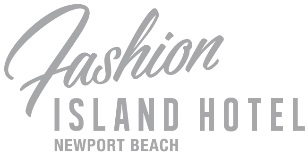 Fashion
ISLAND HOTEL
NEWPORT BEACH